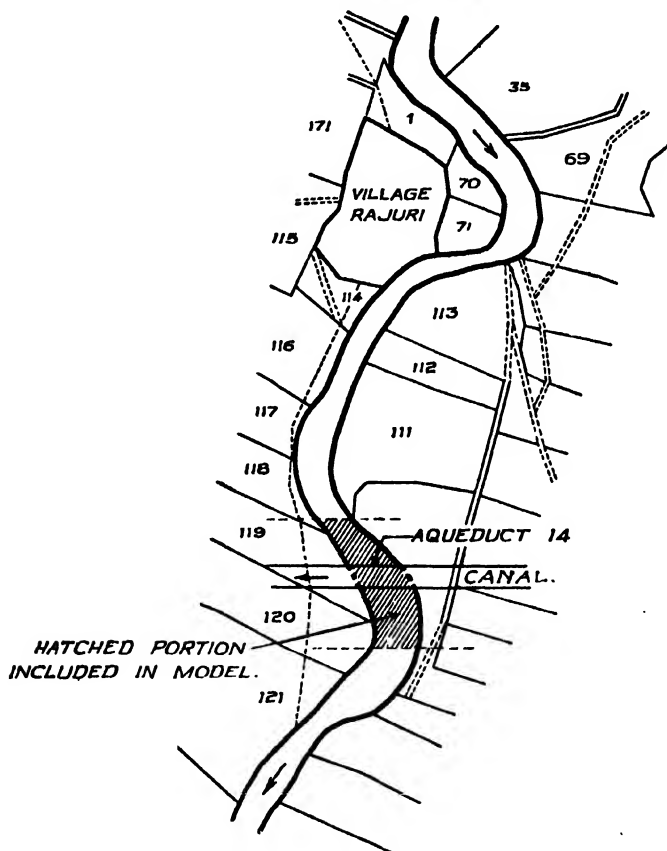 35
1
171
69
70
VILLAGE
RAJURI
71
115
114
113
116
112
117
111
118
119
AQUEDUCT 14
CANAL.
120
HATCHED PORTION
INCLUDED IN MODEL.
121